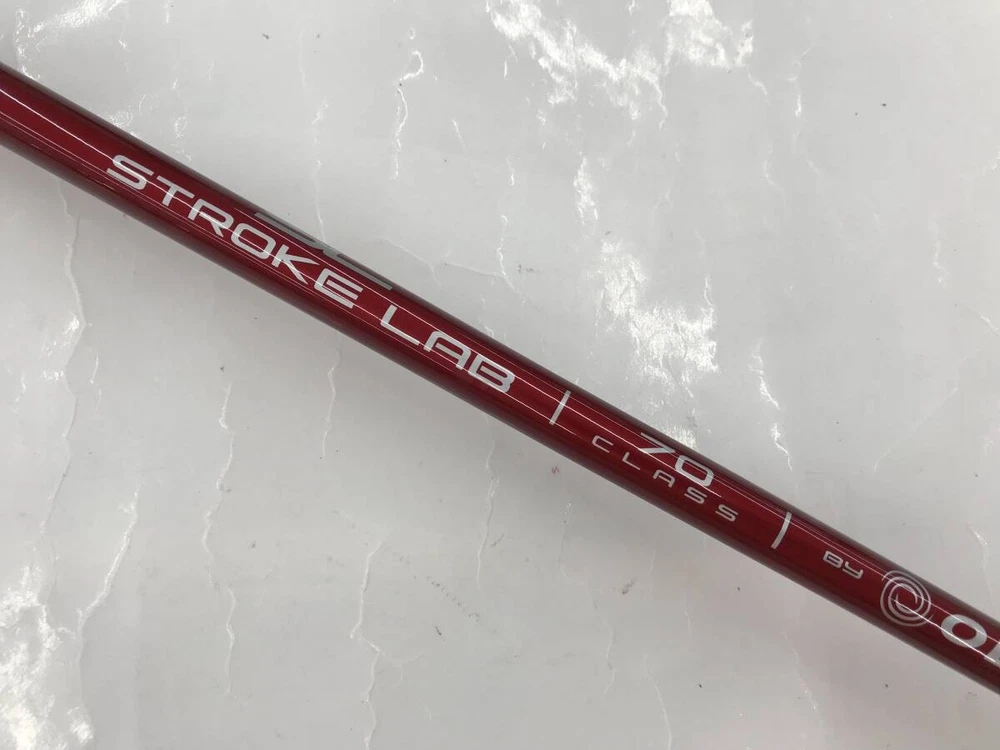 STROKE LAB | 70 CLASS | BY